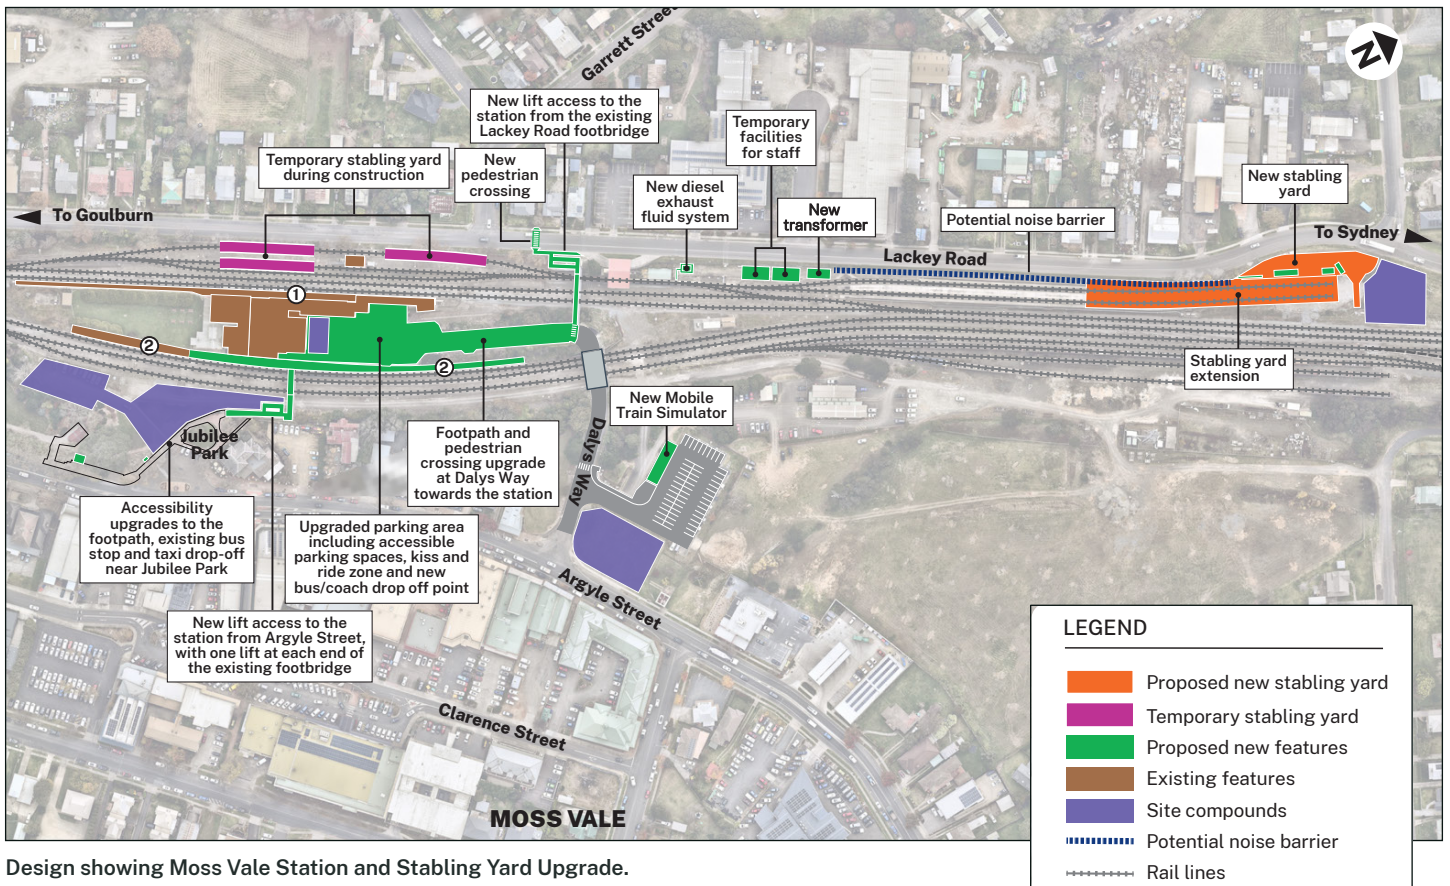 Garrett Street
N
New lift access to the
station from the existing
Lackey Road footbridge
Temporary
facilities
for staff
Temporary stabling yard
during construction
New
pedestrian
crossing
New diesel
exhaust
fluid system
New
transformer
Potential noise barrier
New stabling
yard
To Goulburn
To Sydney
Lackey Road
1
2
2
Stabling yard
extension
New Mobile
Train Simulator
Jubilee
Park
Dalys Way
Footpath and
pedestrian
crossing upgrade
at Dalys Way
towards the station
Accessibility
upgrades to the
footpath, existing bus
stop and taxi drop-off
near Jubilee Park
Upgraded parking area
including accessible
parking spaces, kiss and
ride zone and new
bus/coach drop off point
Argyle Street
New lift access to the
station from Argyle Street,
with one lift at each end of
the existing footbridge
Clarence Street
MOSS VALE
LEGEND
Proposed new stabling yard
Temporary stabling yard
Proposed new features
Existing features
Site compounds
Potential noise barrier
Rail lines
Design showing Moss Vale Station and Stabling Yard Upgrade.